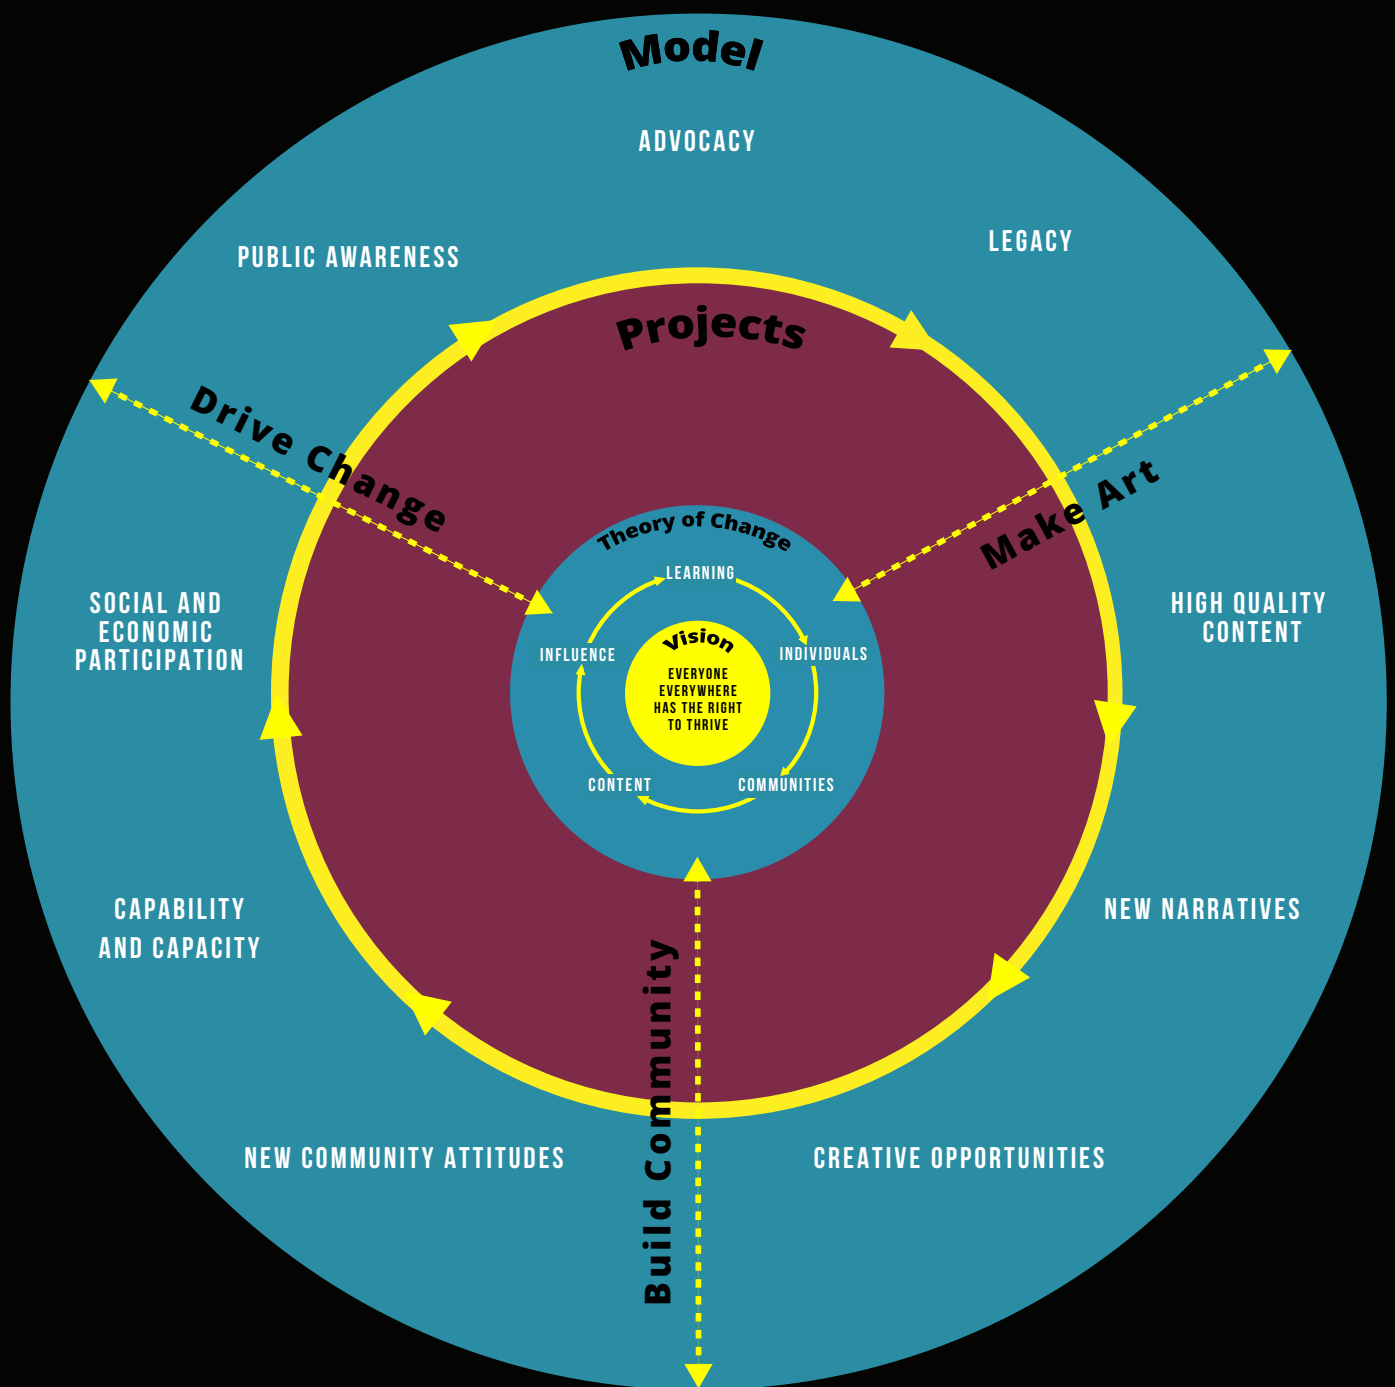 Model
ADVOCACY
LEGACY
PUBLIC AWARENESS
Projects
Drive Change
Make Art
Theory of Change
LEARNING
INDIVIDUALS
COMMUNITIES
CONTENT
INFLUENCE
Vision
EVERYONE
EVERYWHERE
HAS THE RIGHT
TO THRIVE
SOCIAL AND
ECONOMIC
PARTICIPATION
HIGH QUALITY
CONTENT
CAPABILITY
AND CAPACITY
NEW NARRATIVES
Build Community
NEW COMMUNITY ATTITUDES
CREATIVE OPPORTUNITIES